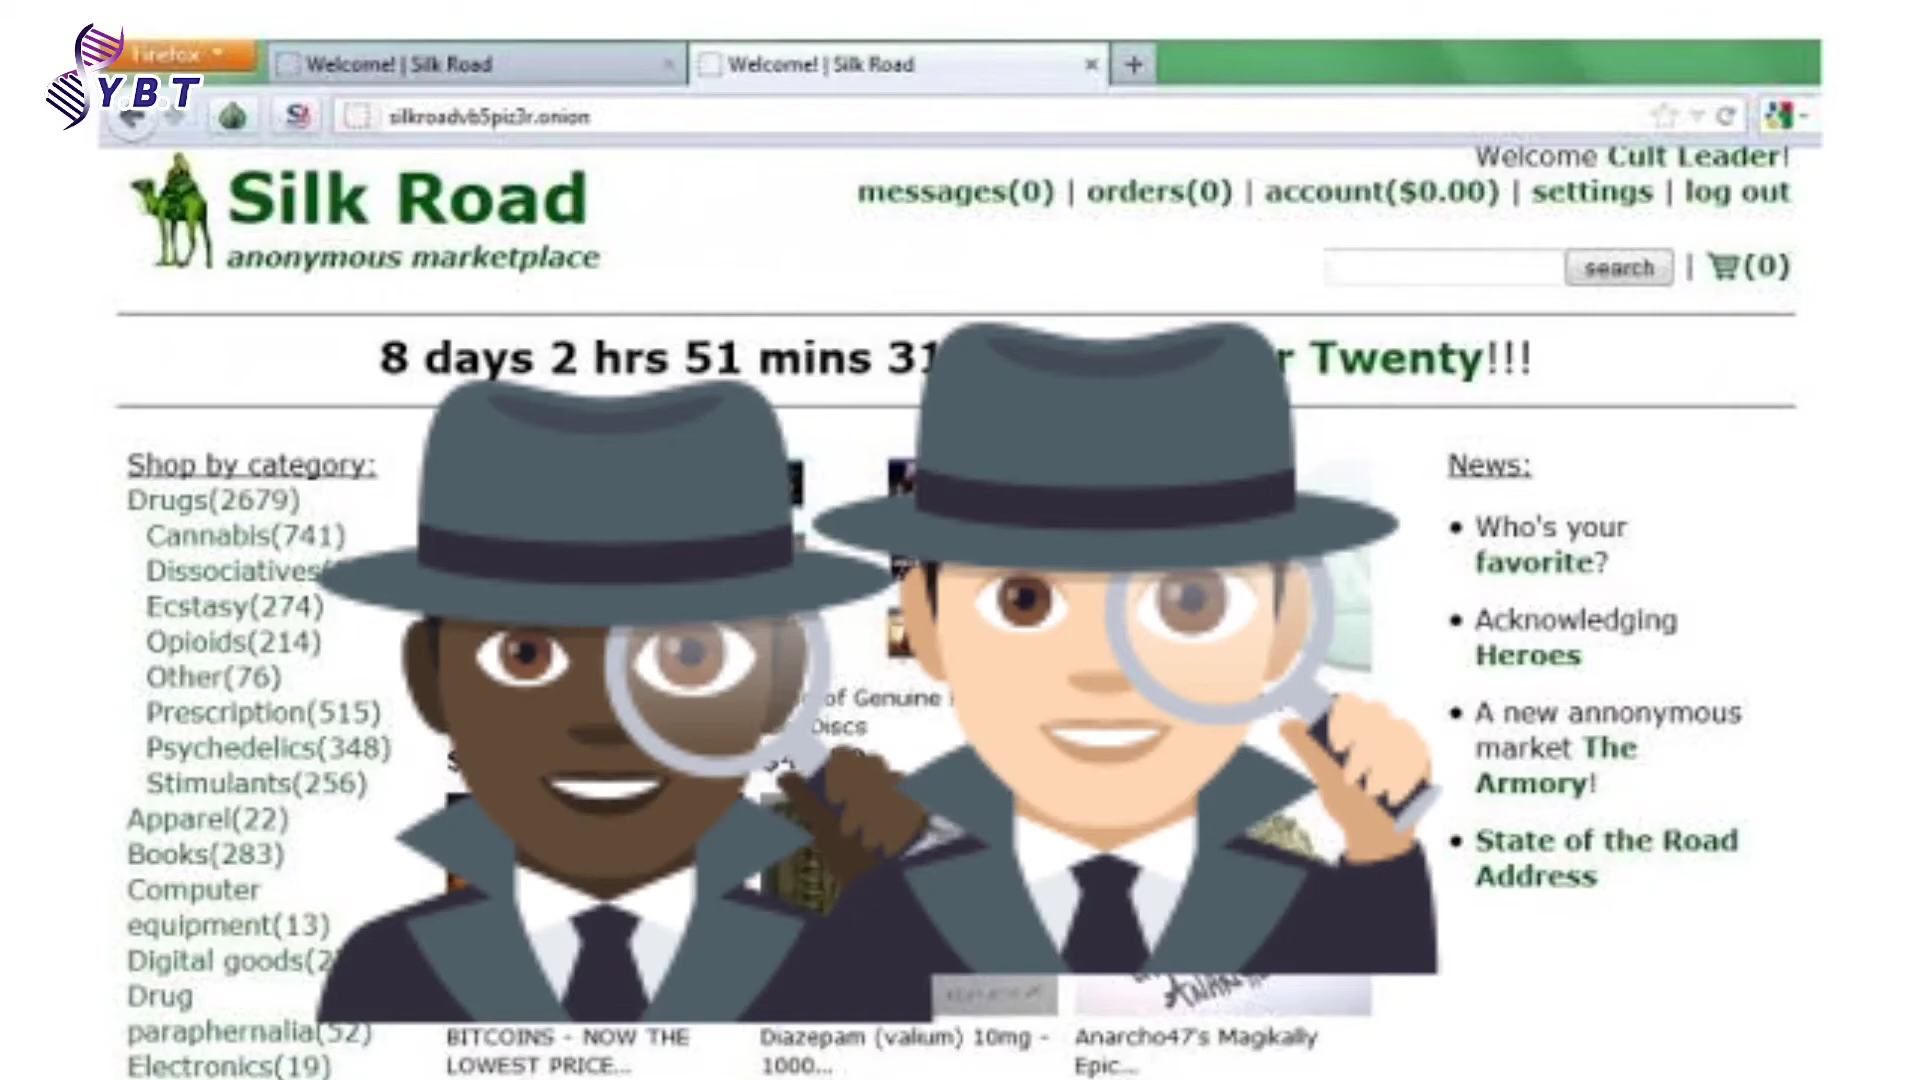 Firefox
Y.B.T
Welcome! | Silk Road
Welcome! | Silk Road
silkroadvb5piz3r.onion
Silk Road
anonymous marketplace
Welcome Cult Leader!
messages(0) | orders(0) | account($0.00) | settings | log out
search | (0)
8 days 2 hrs 51 mins 31 Twenty!!!
Shop by category:
Drugs(2679)
Cannabis(741)
Dissociatives
Ecstasy(274)
Opioids(214)
Other(76)
Prescription(515)
Psychedelics(348)
Stimulants(256)
Apparel(22)
Books(283)
Computer
equipment(13)
Digital goods(2
Drug
paraphernalia(52)
Electronics(19)
of Genuine
Discs
BITCOINS - NOW THE
LOWEST PRICE...
Diazepam (valium) 10mg -
1000...
Anarcho47's Magikally
Epic...
News:
• Who's your
favorite?
• Acknowledging
Heroes
• A new annonymous
market The
Armory!
• State of the Road
Address